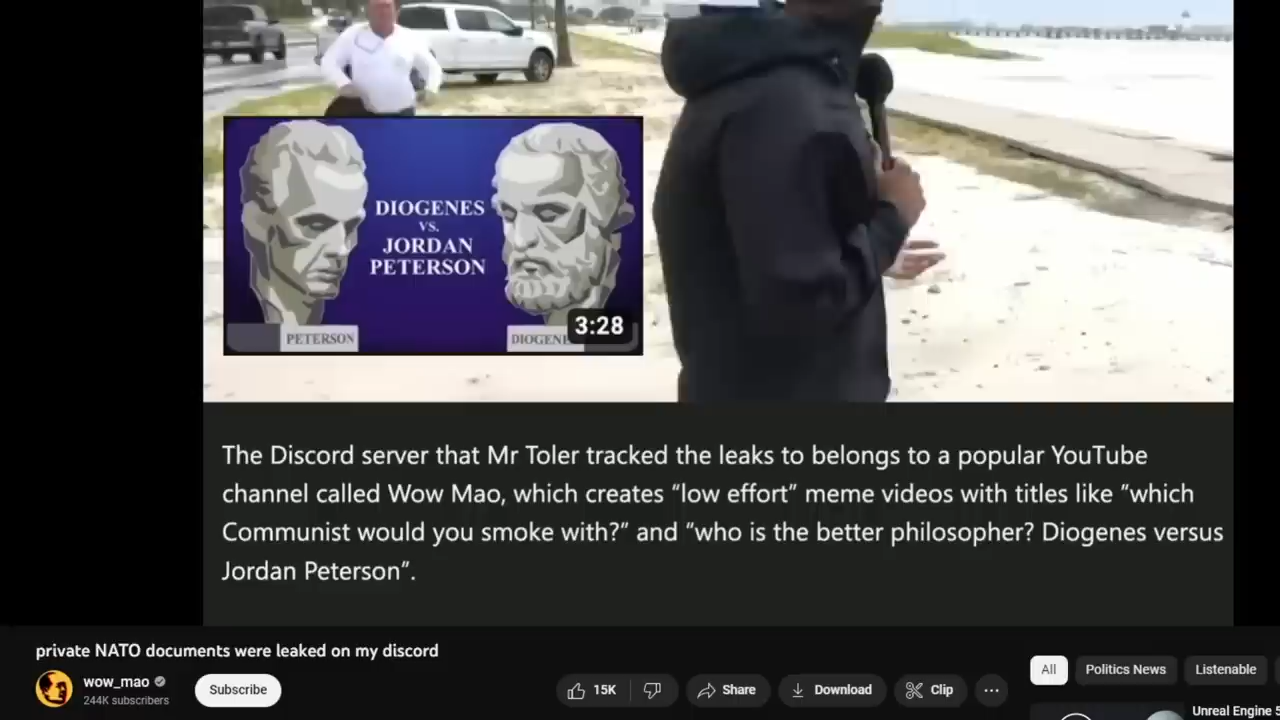 DIOGENES
VS.
JORDAN
PETERSON
PETERSON
3:28
The Discord server that Mr Toler tracked the leaks to belongs to a popular YouTube
channel called Wow Mao, which creates “low effort” meme videos with titles like “which
Communist would you smoke with?” and “who is the better philosopher? Diogenes versus
Jordan Peterson”.
private NATO documents were leaked on my discord
wow_mao
244K subscribers
Subscribe
15K
Share
Download
Clip
...
All
Politics News
Listenable
Unreal Engine 5